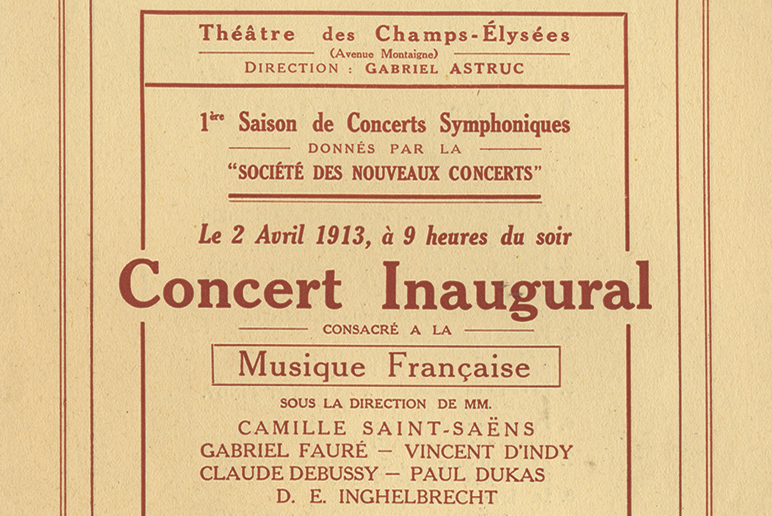 Théâtre des Champs-Élysées
(Avenue Montaigne)
DIRECTION : GABRIEL ASTRUC
1ère Saison de Concerts Symphoniques
DONNÉS PAR LA
“SOCIÉTÉ DES NOUVEAUX CONCERTS”
Le 2 Avril 1913, à 9 heures du soir
Concert Inaugural
CONSACRÉ A LA
Musique Française
SOUS LA DIRECTION DE MM.
CAMILLE SAINT-SAËNS
GABRIEL FAURÉ — VINCENT D'INDY
CLAUDE DEBUSSY — PAUL DUKAS
D. E. INGHELBRECHT